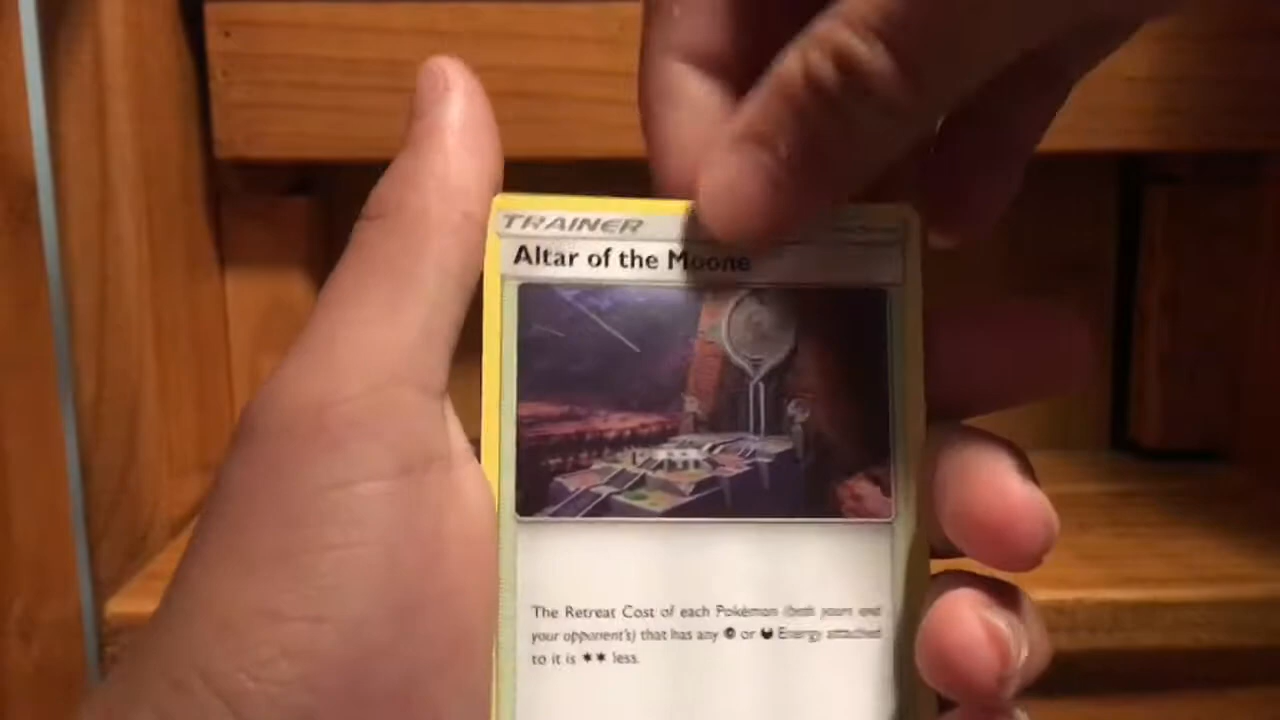 TRAINER
Altar of the Moone
The Retreat Cost of each Pokémon (both yours and
your opponent's) that has any or Energy attached
to it is less.